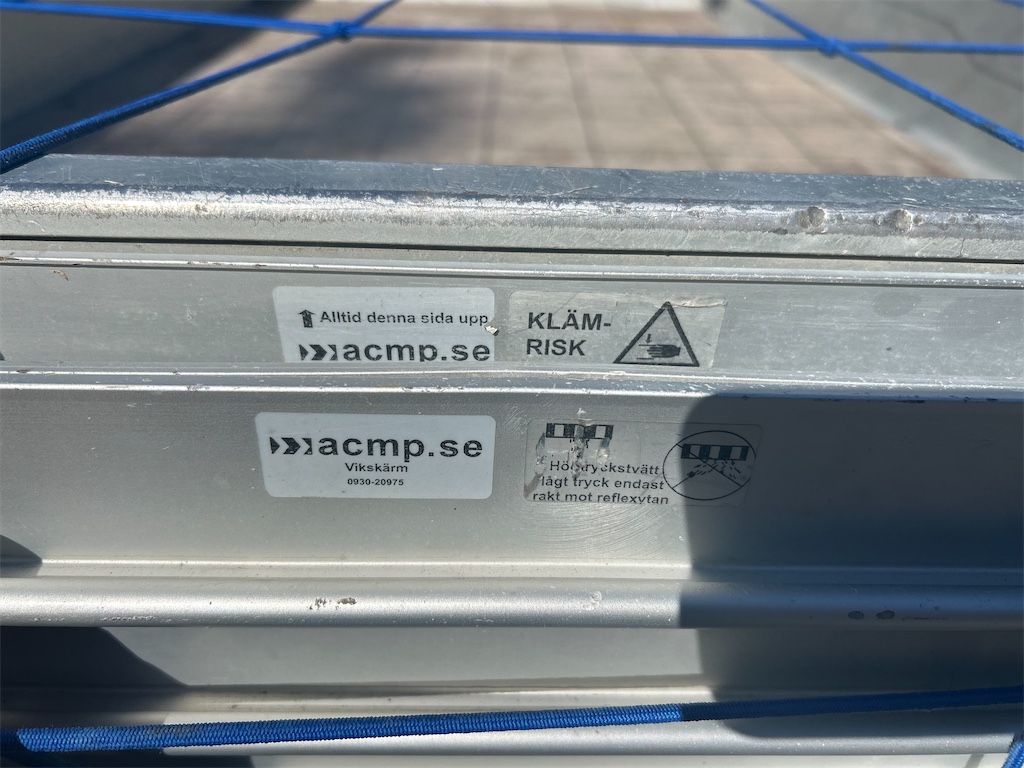 Alltid denna sida upp
acmp.se
KLÄM-
RISK
acmp.se
Vikskärm
0930-20975
Högtryckstvätt
lågt tryck endast
rakt mot reflexytan